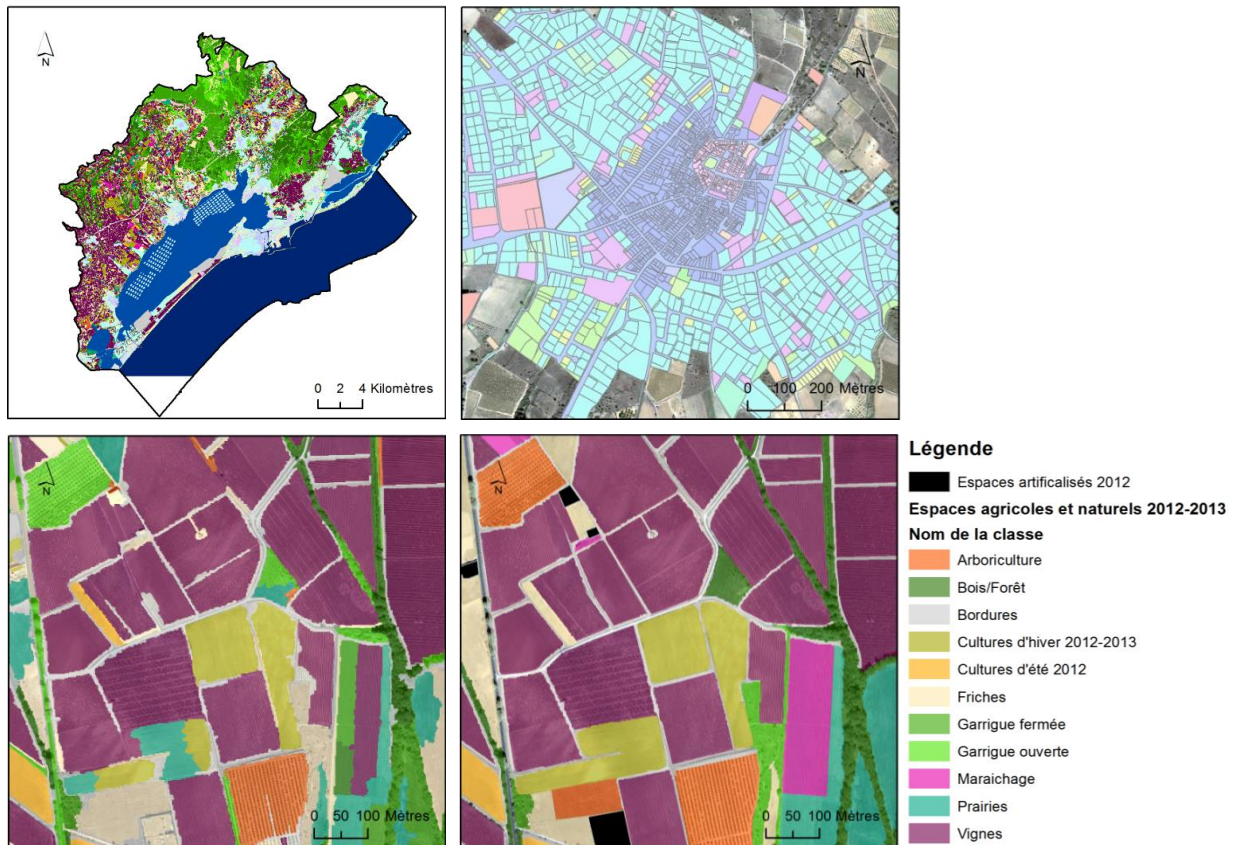 N
0 2 4 Kilomètres
N
0 100 200 Mètres
N
0 50 100 Mètres
N
0 50 100 Mètres
Légende
Espaces artificalisés 2012
Espaces agricoles et naturels 2012-2013
Nom de la classe
Arboriculture
Bois/Forêt
Bordures
Cultures d'hiver 2012-2013
Cultures d'été 2012
Friches
Garrigue fermée
Garrigue ouverte
Maraichage
Prairies
Vignes